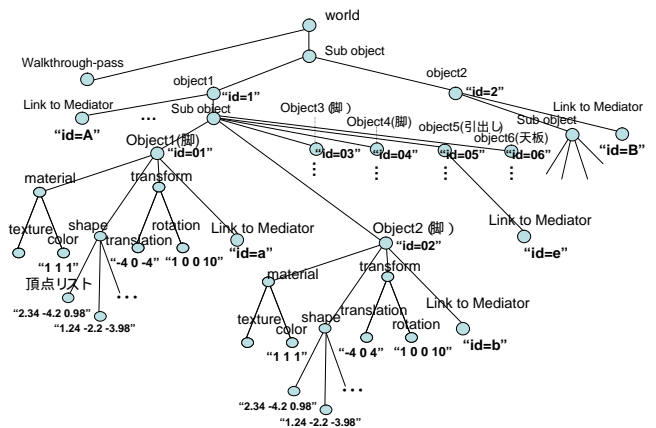 world
Sub object
Walkthrough-pass
object1
"id=1"
object2
"id=2"
Link to Mediator
"id=A"
...
Sub object
Object3 (脚)
Object4(脚)
object5(引出し)
object6(天板)
Sub object
Link to Mediator
"id=B"
Object1(脚)
"id=01"
"id=03"
"id=04"
"id=05"
"id=06"
material
transform
texture
color
"1 1 1"
shape
translation
"-4 0 -4"
rotation
"1 0 0 10"
Link to Mediator
"id=a"
頂点リスト
"2.34 -4.2 0.98"
"1.24 -2.2 -3.98"
...
Object2 (脚)
"id=02"
Link to Mediator
"id=e"
material
transform
texture
color
"1 1 1"
shape
translation
"-4 0 4"
rotation
"1 0 0 10"
Link to Mediator
"id=b"
"2.34 -4.2 0.98"
"1.24 -2.2 -3.98"
...